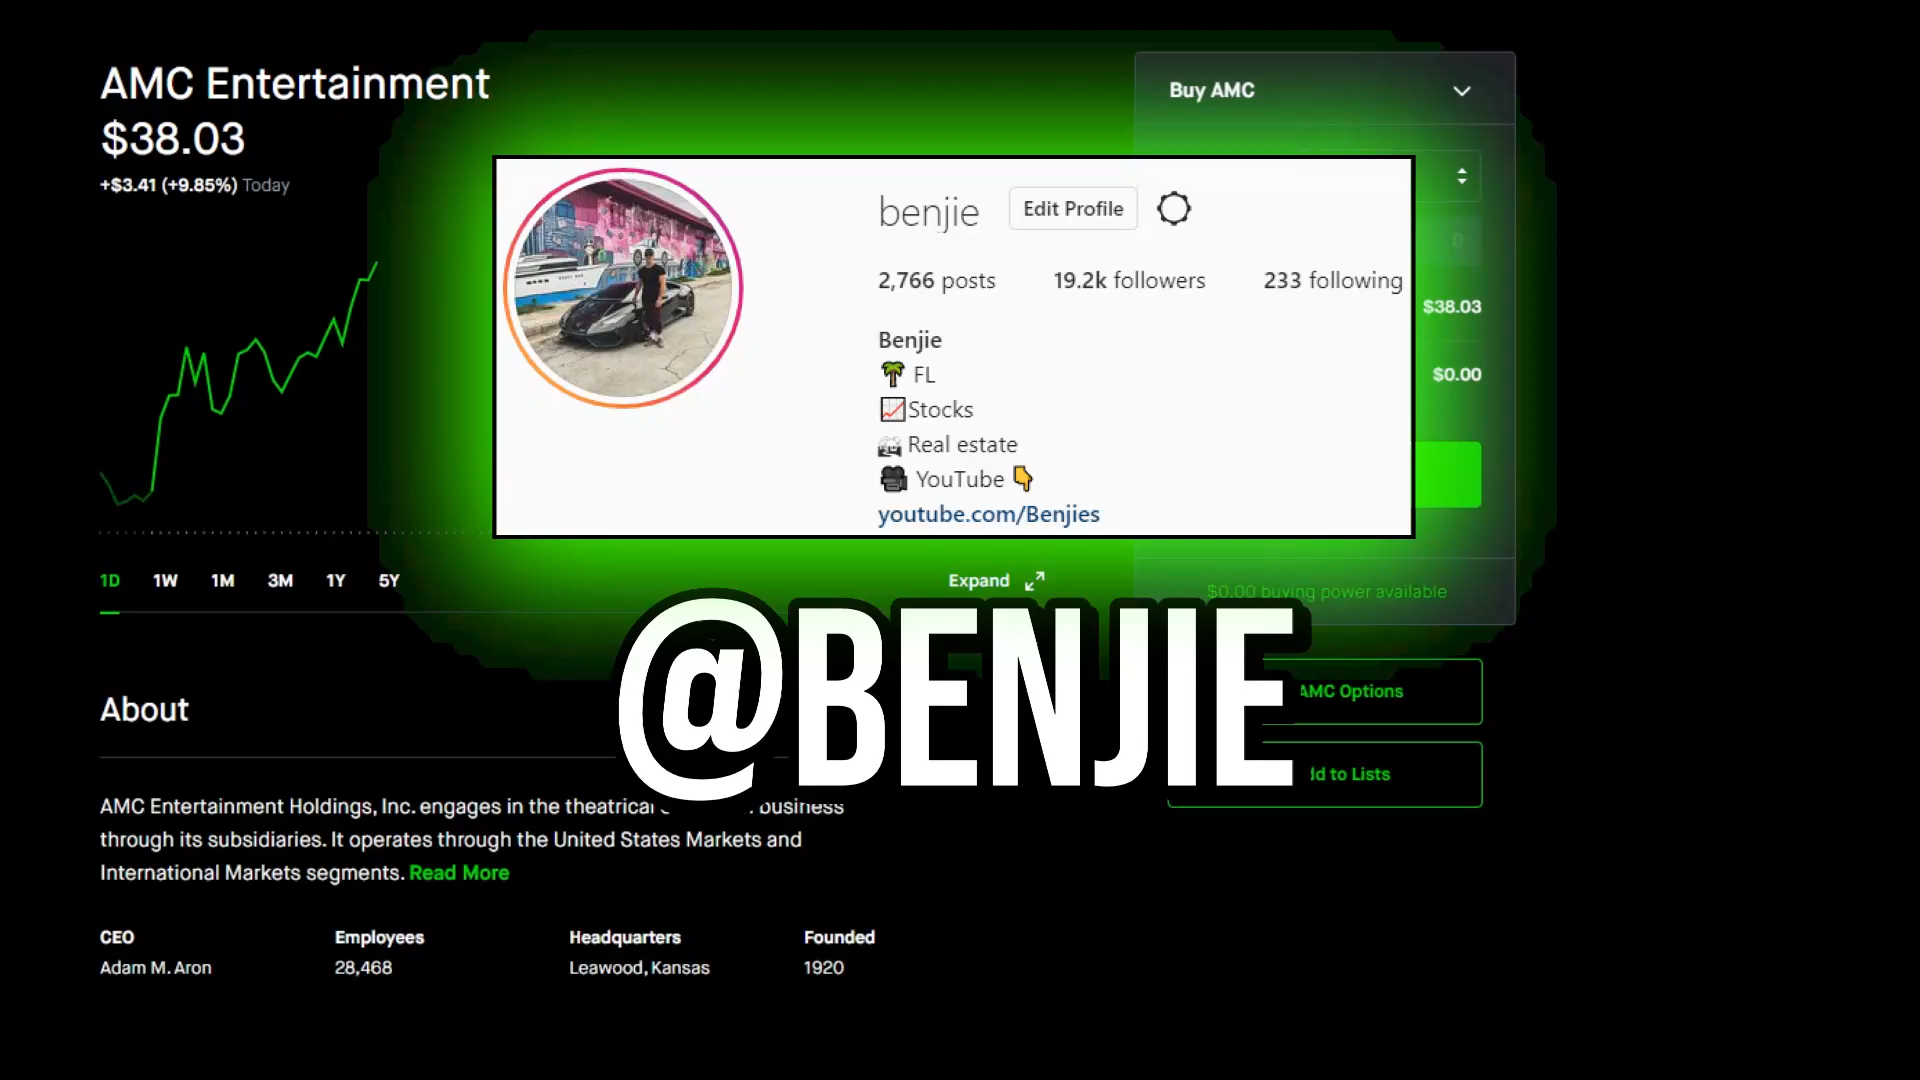 AMC Entertainment
$38.03
+$3.41 (+9.85%) Today
Buy AMC
benjie Edit Profile
2,766 posts 19.2k followers 233 following
$38.03
Benjie
FL
$0.00
Stocks
Real estate
YouTube
youtube.com/Benjies
1D 1W 1M 3M 1Y 5Y
Expand
$0.00 buying power available
@BENJIE
AMC Options
About
to Lists
AMC Entertainment Holdings, Inc. engages in the theatrical business
through its subsidiaries. It operates through the United States Markets and
International Markets segments. Read More
CEO Employees Headquarters Founded
Adam M. Aron 28,468 Leawood, Kansas 1920